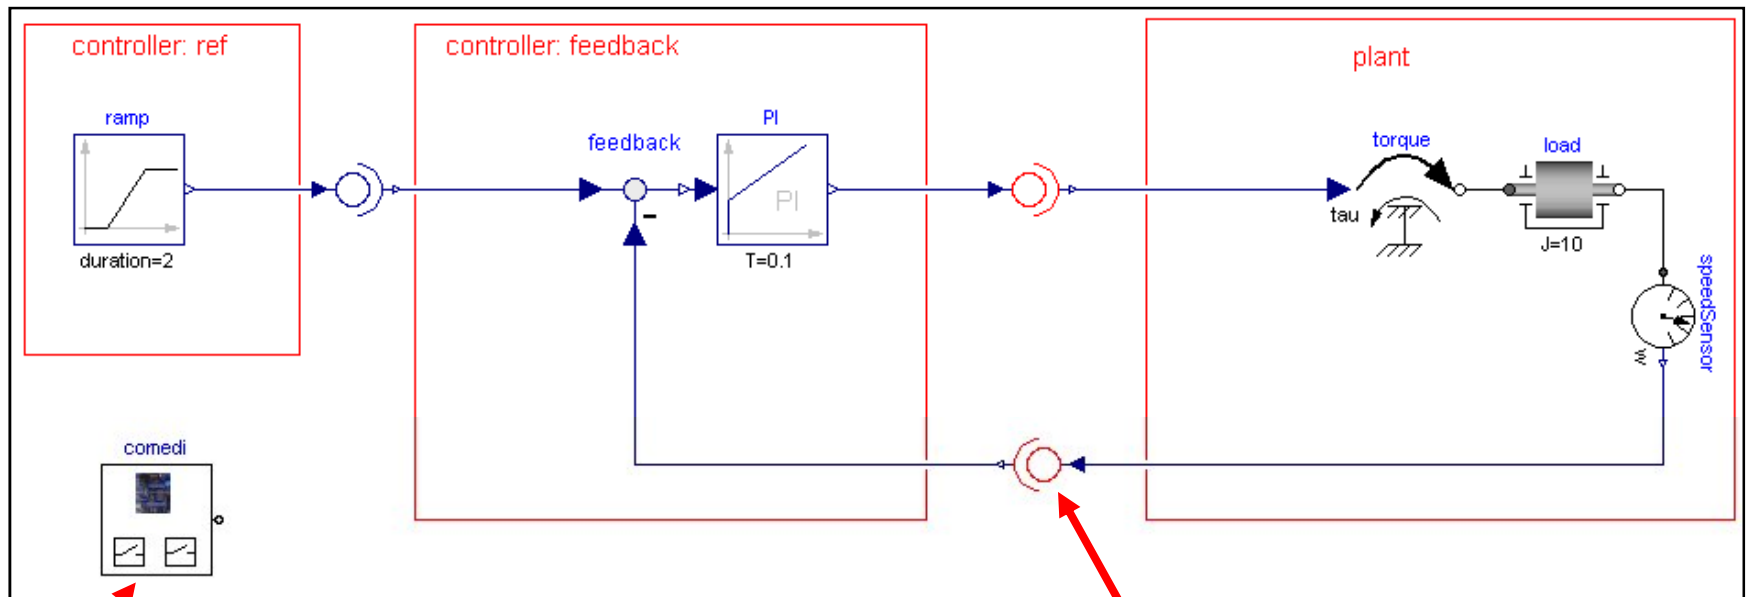 controller: ref
controller: feedback
plant
ramp
duration=2
feedback
PI
PI
T=0.1
torque
tau
load
J=10
speedSensor
w
comedi